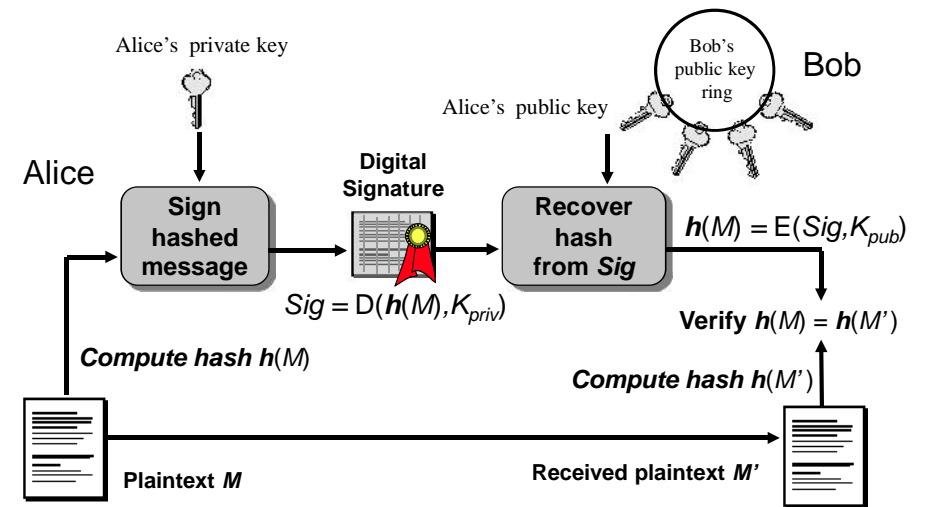 Alice's private key
Bob's
public key
ring
Bob
Alice's public key
Alice
Digital
Signature
Sign
hashed
message
Recover
hash
from Sig
h(M) = E(Sig,Kpub)
Sig = D(h(M),Kpriv)
Verify h(M) = h(M')
Compute hash h(M)
Compute hash h(M')
Plaintext M
Received plaintext M'